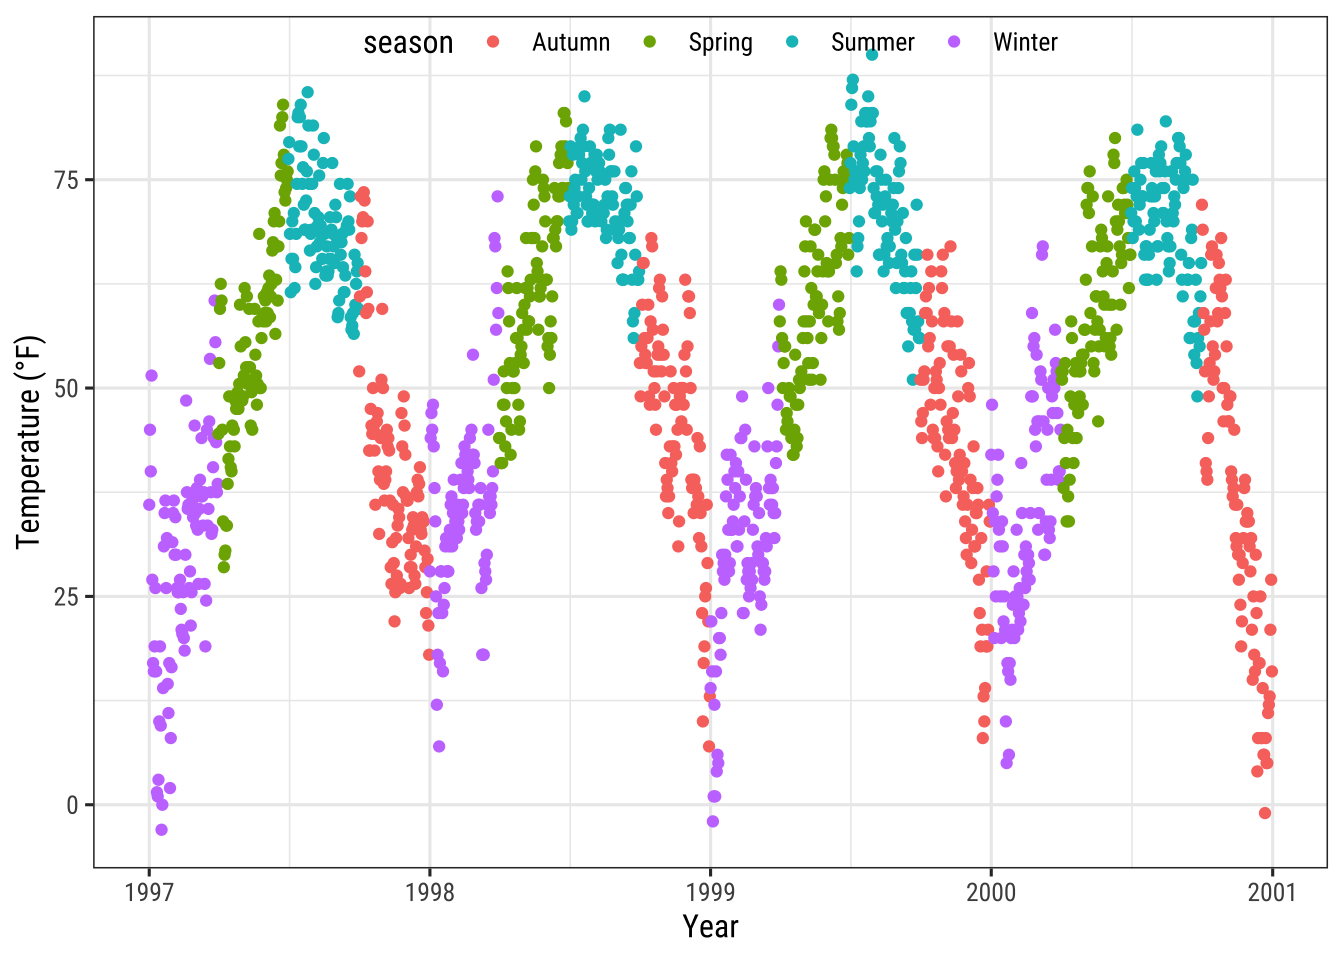 season Autumn Spring Summer Winter
Temperature (°F)
75
50
25
0
1997 1998 1999 2000 2001
Year